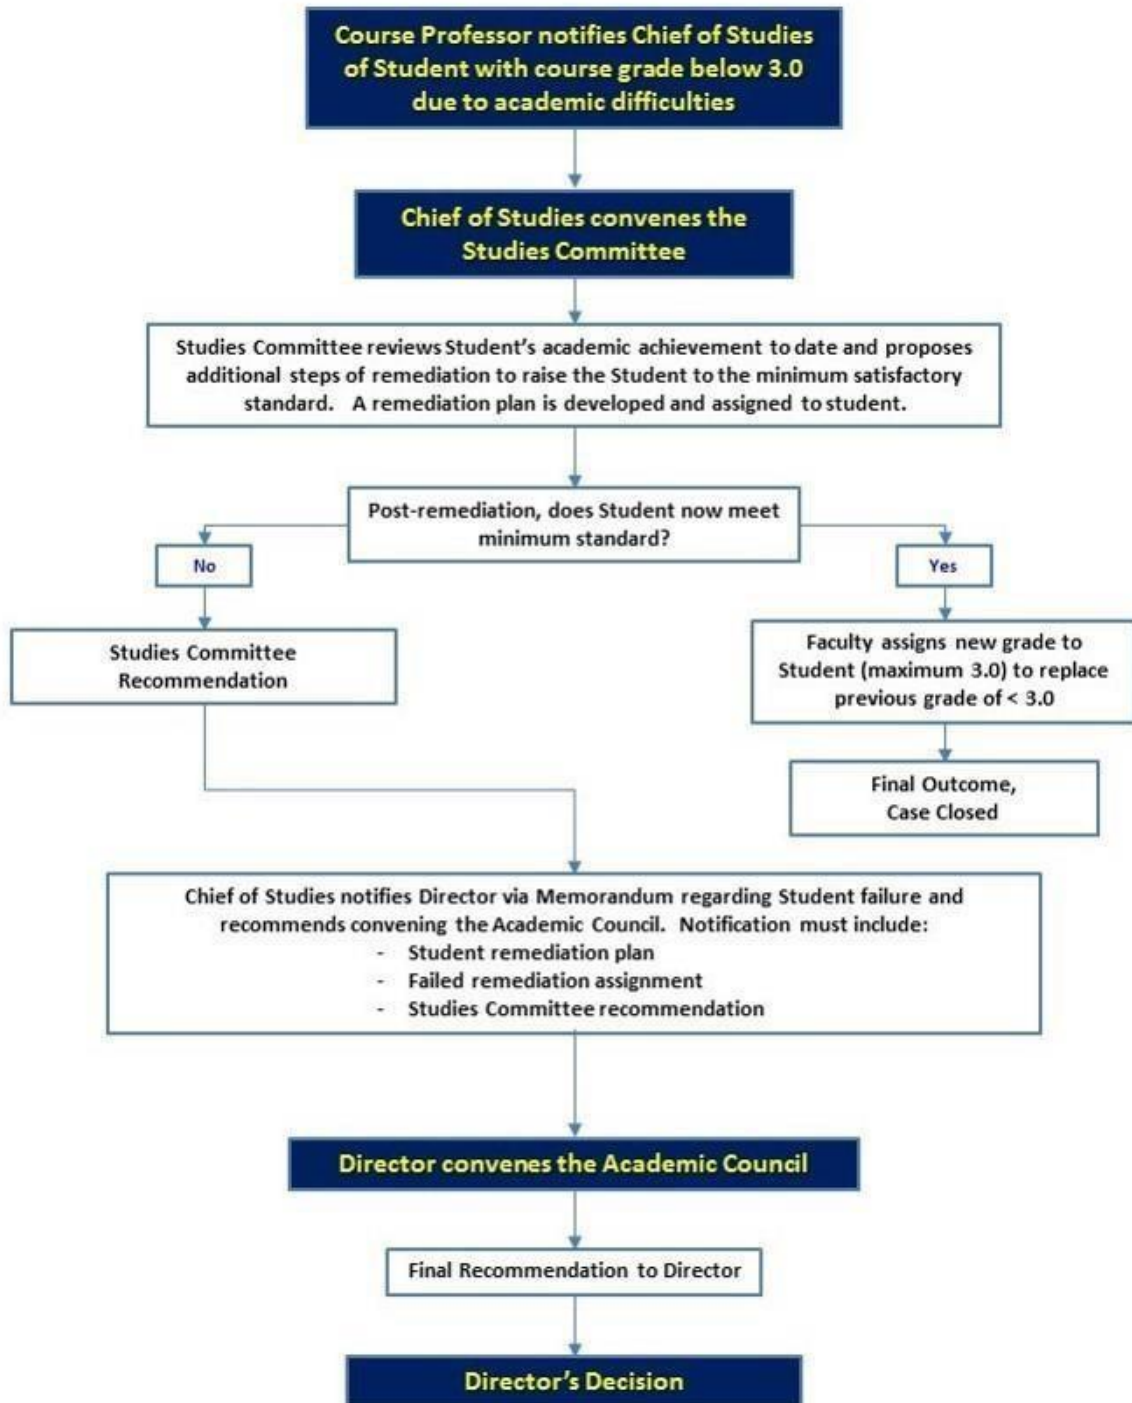 Course Professor notifies Chief of Studies
of Student with course grade below 3.0
due to academic difficulties
Chief of Studies convenes the
Studies Committee
Studies Committee reviews Student's academic achievement to date and proposes
additional steps of remediation to raise the Student to the minimum satisfactory
standard. A remediation plan is developed and assigned to student.
Post-remediation, does Student now meet
minimum standard?
No
Yes
Studies Committee
Recommendation
Faculty assigns new grade to
Student (maximum 3.0) to replace
previous grade of < 3.0
Final Outcome,
Case Closed
Chief of Studies notifies Director via Memorandum regarding Student failure and
recommends convening the Academic Council. Notification must include:
- Student remediation plan
- Failed remediation assignment
- Studies Committee recommendation
Director convenes the Academic Council
Final Recommendation to Director
Director's Decision